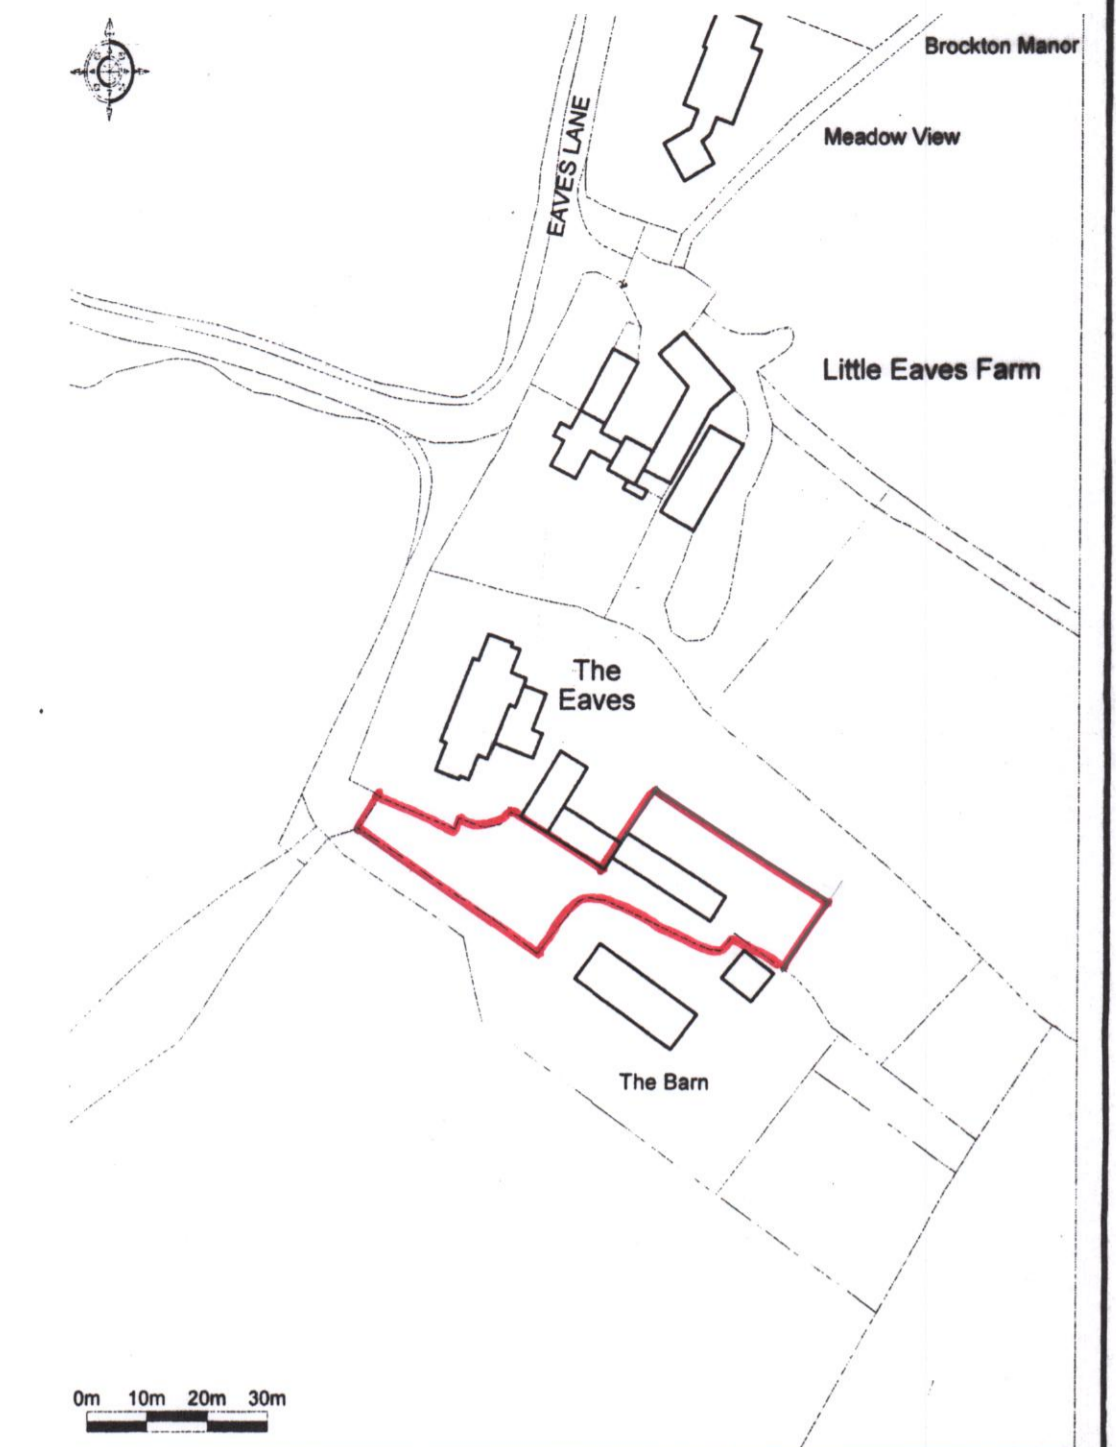 Brockton Manor
EAVES LANE
Meadow View
Little Eaves Farm
The
Eaves
The Barn
0m 10m 20m 30m